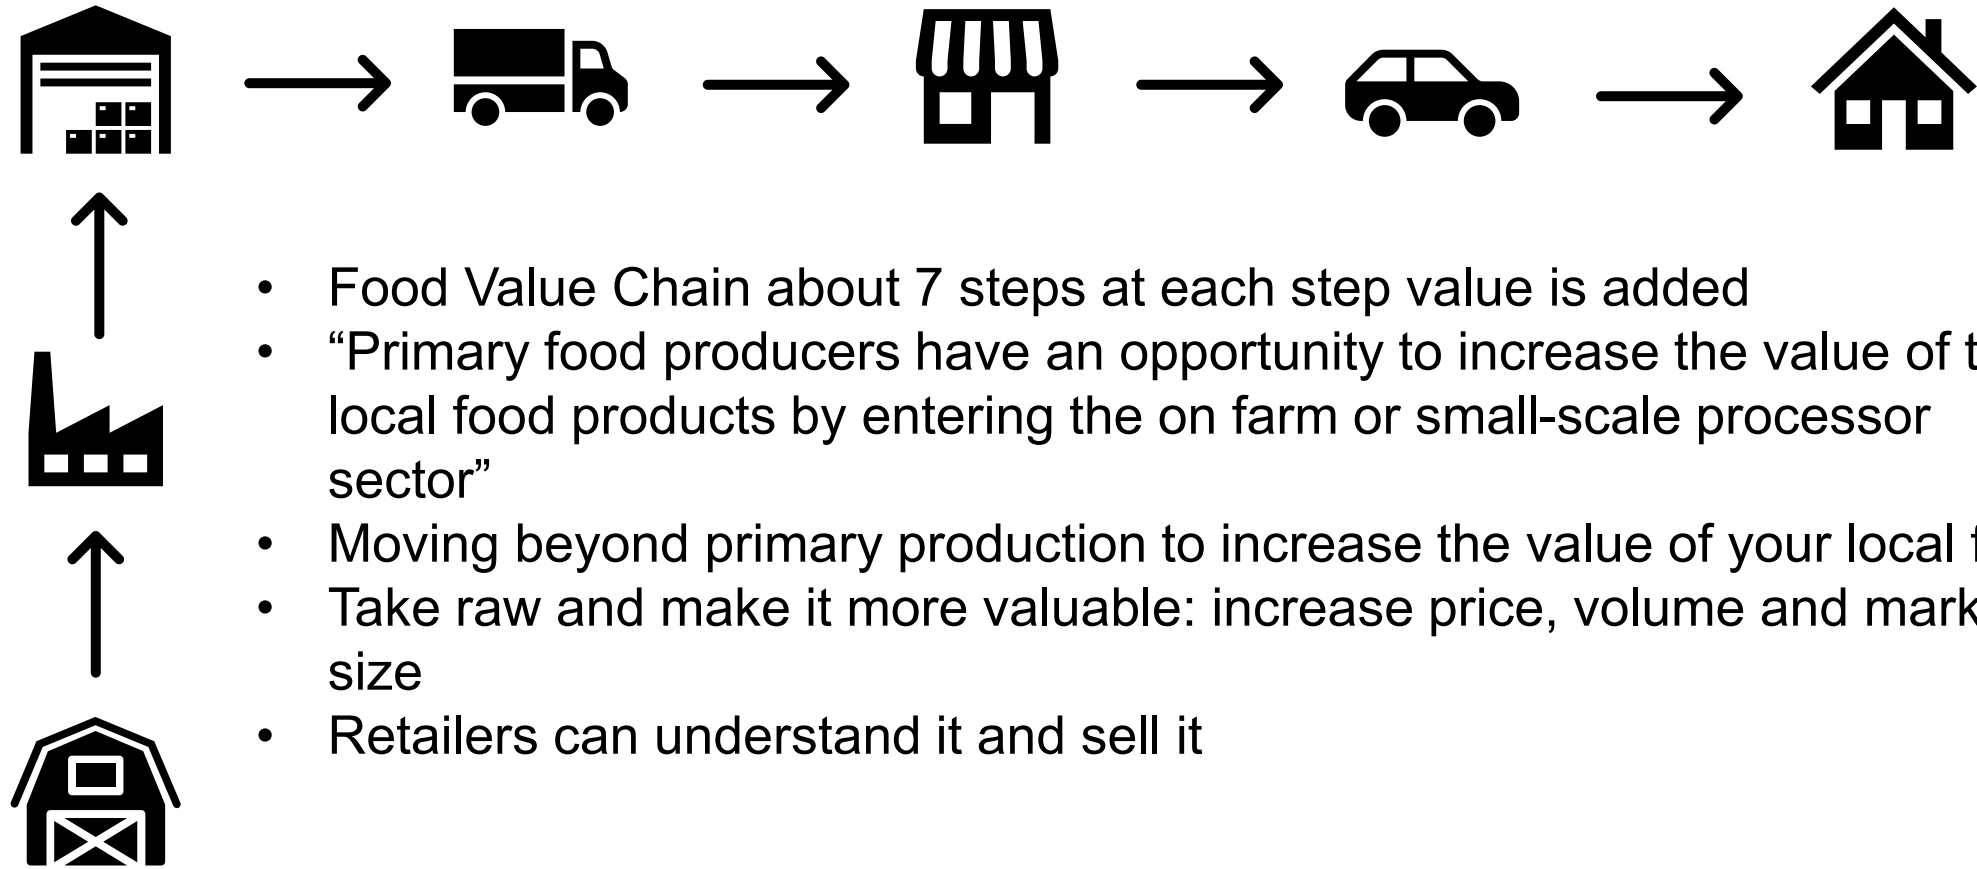 • Food Value Chain about 7 steps at each step value is added
• “Primary food producers have an opportunity to increase the value of
local food products by entering the on farm or small-scale processor
sector”
• Moving beyond primary production to increase the value of your local
• Take raw and make it more valuable: increase price, volume and
size
• Retailers can understand it and sell it